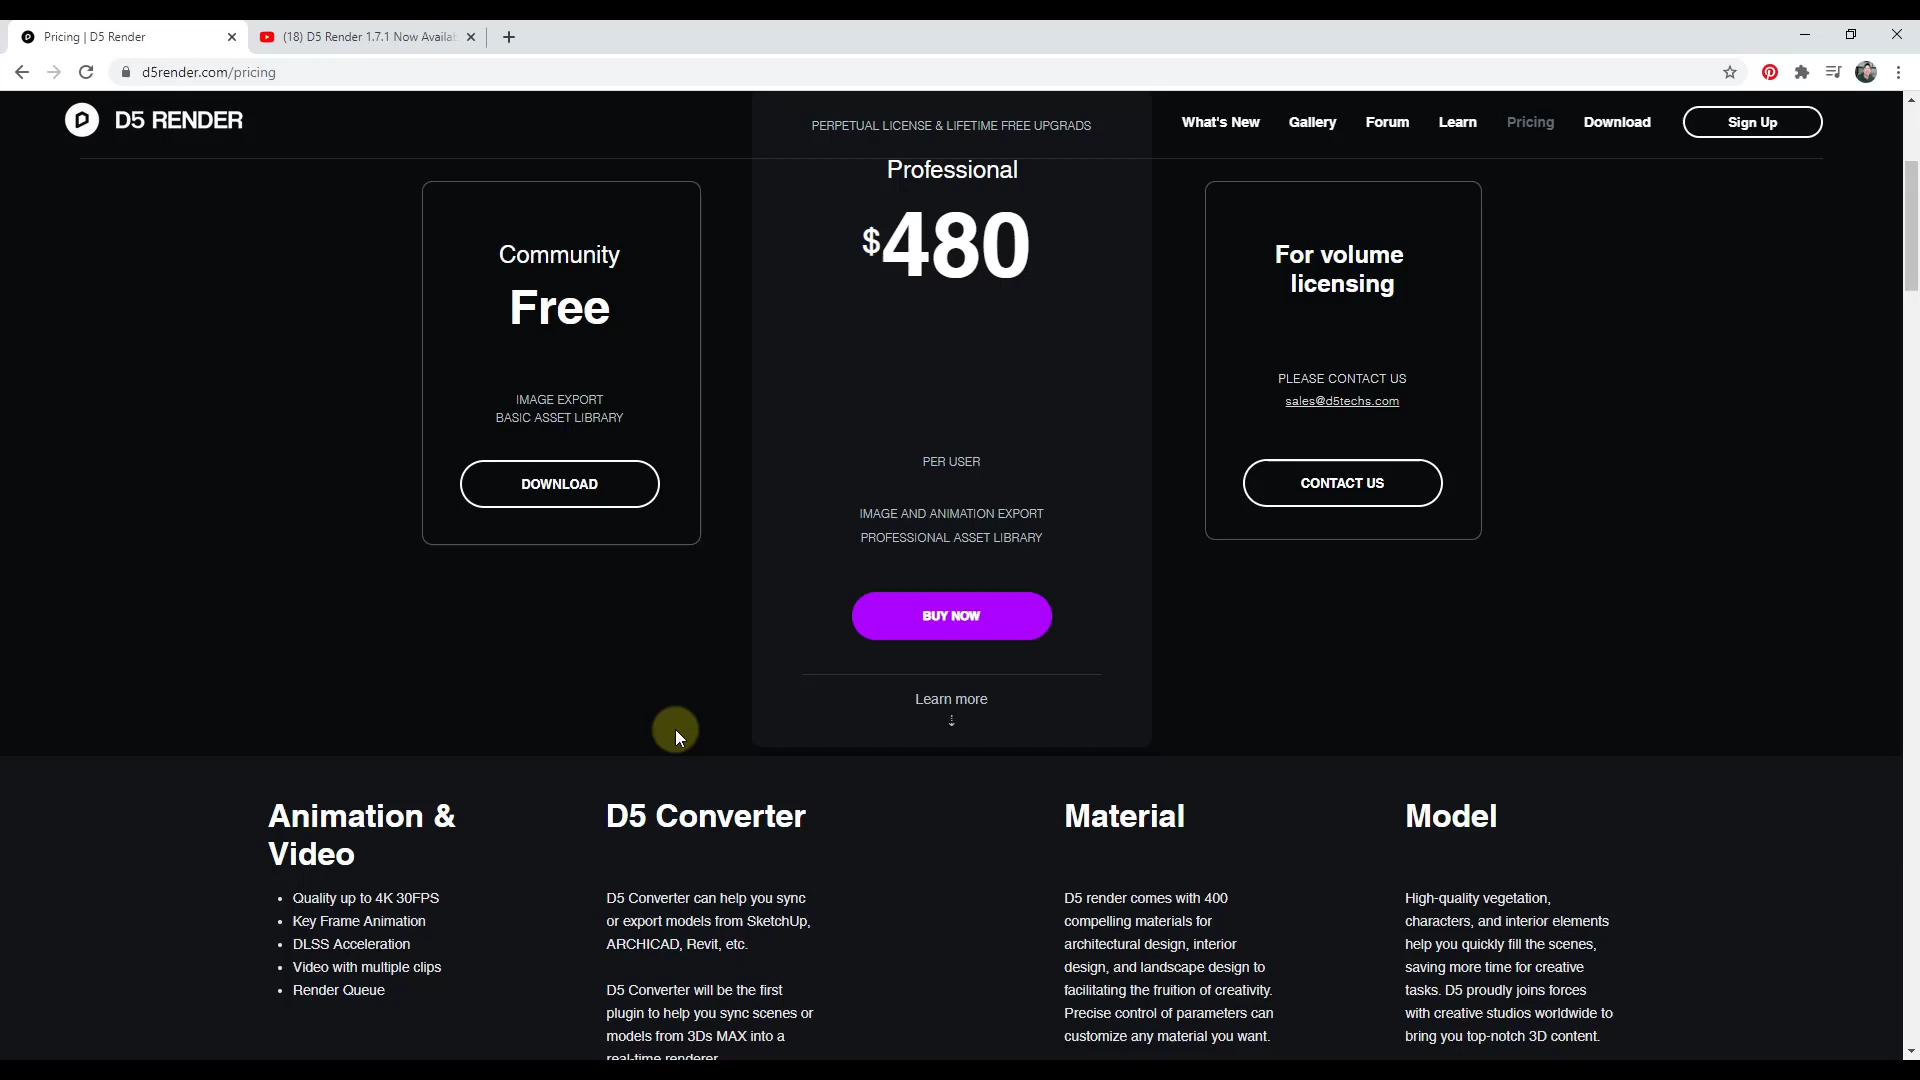 Pricing | D5 Render
(18) D5 Render 1.7.1 Now Availab
d5render.com/pricing
D5 RENDER
What's New
Gallery
Forum
Learn
Pricing
Download
Sign Up
PERPETUAL LICENSE & LIFETIME FREE UPGRADS
Professional
$480
PER USER
IMAGE AND ANIMATION EXPORT
PROFESSIONAL ASSET LIBRARY
BUY NOW
Learn more
Community
Free
IMAGE EXPORT
BASIC ASSET LIBRARY
DOWNLOAD
For volume
licensing
PLEASE CONTACT US
sales@d5techs.com
CONTACT US
Animation &
Video
• Quality up to 4K 30FPS
• Key Frame Animation
• DLSS Acceleration
• Video with multiple clips
• Render Queue
D5 Converter
D5 Converter can help you sync
or export models from SketchUp,
ARCHICAD, Revit, etc.
D5 Converter will be the first
plugin to help you sync scenes or
models from 3Ds MAX into a
real-time renderer
Material
D5 render comes with 400
compelling materials for
architectural design, interior
design, and landscape design to
facilitating the fruition of creativity.
Precise control of parameters can
customize any material you want.
Model
High-quality vegetation,
characters, and interior elements
help you quickly fill the scenes,
saving more time for creative
tasks. D5 proudly joins forces
with creative studios worldwide to
bring you top-notch 3D content.